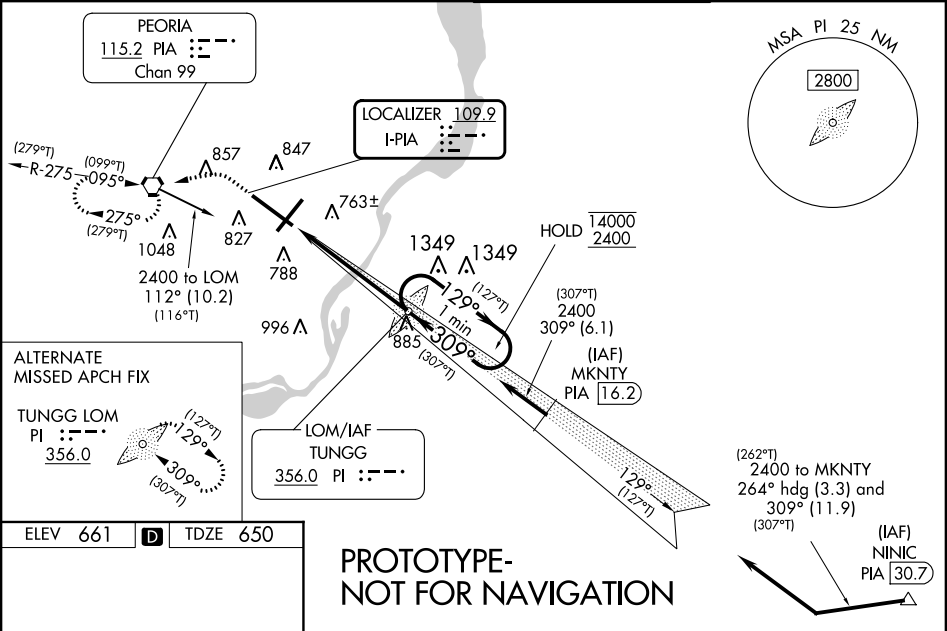 PEORIA
115.2 PIA
Chan 99
LOCALIZER 109.9
I-PIA
MSA PI 25 NM
2800
(279°T)
R-275
(099°T)
095°
275°
(279°T)
857
847
763±
1048
827
788
2400 to LOM
112° (10.2)
(116°T)
996
1349
1349
HOLD 14000
2400
129°
(127°T)
1 min
309°
(307°T)
885
(307°T)
2400
309° (6.1)
(IAF)
MKNTY
PIA 16.2
ALTERNATE
MISSED APCH FIX
TUNGG LOM
PI
356.0
(127°T)
129°
309°
(307°T)
LOM/IAF
TUNGG
356.0 PI
129°
(127°T)
(262°T)
2400 to MKNTY
264° hdg (3.3) and
309° (11.9)
(307°T)
(IAF)
NINIC
PIA 30.7
ELEV 661 D TDZE 650
PROTOTYPE-
NOT FOR NAVIGATION